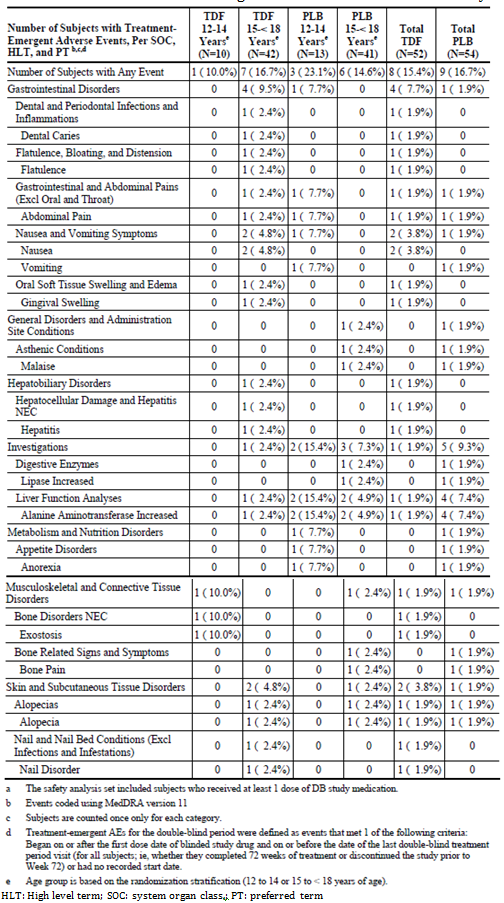 Number of Subjects with Treatment-Emergent Adverse Events, Per SOC, HLT, and PT b,c,d | TDF 12-14 Years^e (N=10) | TDF 15-< 18 Years^e (N=42) | PLB 12-14 Years^e (N=13) | PLB 15-< 18 Years^e (N=41) | Total TDF (N=52) | Total PLB (N=54)
Number of Subjects with Any Event | 1 (10.0%) | 7 (16.7%) | 3 (23.1%) | 6 (14.6%) | 8 (15.4%) | 9 (16.7%)
Gastrointestinal Disorders | 0 | 4 ( 9.5%) | 1 ( 7.7%) | 0 | 4 ( 7.7%) | 1 ( 1.9%)
Dental and Periodontal Infections and Inflammations | 0 | 1 ( 2.4%) | 0 | 0 | 1 ( 1.9%) | 0
Dental Caries | 0 | 1 ( 2.4%) | 0 | 0 | 1 ( 1.9%) | 0
Flatulence, Bloating, and Distension | 0 | 1 ( 2.4%) | 0 | 0 | 1 ( 1.9%) | 0
Flatulence | 0 | 1 ( 2.4%) | 0 | 0 | 1 ( 1.9%) | 0
Gastrointestinal and Abdominal Pains (Excl Oral and Throat) | 0 | 1 ( 2.4%) | 1 ( 7.7%) | 0 | 1 ( 1.9%) | 1 ( 1.9%)
Abdominal Pain | 0 | 1 ( 2.4%) | 1 ( 7.7%) | 0 | 1 ( 1.9%) | 1 ( 1.9%)
Nausea and Vomiting Symptoms | 0 | 2 ( 4.8%) | 1 ( 7.7%) | 0 | 2 ( 3.8%) | 1 ( 1.9%)
Nausea | 0 | 2 ( 4.8%) | 0 | 0 | 2 ( 3.8%) | 0
Vomiting | 0 | 0 | 1 ( 7.7%) | 0 | 0 | 1 ( 1.9%)
Oral Soft Tissue Swelling and Edema | 0 | 1 ( 2.4%) | 0 | 0 | 1 ( 1.9%) | 0
Gingival Swelling | 0 | 1 ( 2.4%) | 0 | 0 | 1 ( 1.9%) | 0
General Disorders and Administration Site Conditions | 0 | 0 | 0 | 1 ( 2.4%) | 0 | 1 ( 1.9%)
Asthenic Conditions | 0 | 0 | 0 | 1 ( 2.4%) | 0 | 1 ( 1.9%)
Malaise | 0 | 0 | 0 | 1 ( 2.4%) | 0 | 1 ( 1.9%)
Hepatobiliary Disorders | 0 | 1 ( 2.4%) | 0 | 0 | 1 ( 1.9%) | 0
Hepatocellular Damage and Hepatitis NEC | 0 | 1 ( 2.4%) | 0 | 0 | 1 ( 1.9%) | 0
Hepatitis | 0 | 1 ( 2.4%) | 0 | 0 | 1 ( 1.9%) | 0
Investigations | 0 | 1 ( 2.4%) | 2 (15.4%) | 3 ( 7.3%) | 1 ( 1.9%) | 5 ( 9.3%)
Digestive Enzymes | 0 | 0 | 0 | 1 ( 2.4%) | 0 | 1 ( 1.9%)
Lipase Increased | 0 | 0 | 0 | 1 ( 2.4%) | 0 | 1 ( 1.9%)
Liver Function Analyses | 0 | 1 ( 2.4%) | 2 (15.4%) | 2 ( 4.9%) | 1 ( 1.9%) | 4 ( 7.4%)
Alanine Aminotransferase Increased | 0 | 1 ( 2.4%) | 2 (15.4%) | 2 ( 4.9%) | 1 ( 1.9%) | 4 ( 7.4%)
Metabolism and Nutrition Disorders | 0 | 0 | 1 ( 7.7%) | 0 | 0 | 1 ( 1.9%)
Appetite Disorders | 0 | 0 | 1 ( 7.7%) | 0 | 0 | 1 ( 1.9%)
Anorexia | 0 | 0 | 1 ( 7.7%) | 0 | 0 | 1 ( 1.9%)
Musculoskeletal and Connective Tissue Disorders | 1 (10.0%) | 0 | 0 | 1 ( 2.4%) | 1 ( 1.9%) | 1 ( 1.9%)
Bone Disorders NEC | 1 (10.0%) | 0 | 0 | 0 | 1 ( 1.9%) | 0
Exostosis | 1 (10.0%) | 0 | 0 | 0 | 1 ( 1.9%) | 0
Bone Related Signs and Symptoms | 0 | 0 | 0 | 1 ( 2.4%) | 0 | 1 ( 1.9%)
Bone Pain | 0 | 0 | 0 | 1 ( 2.4%) | 0 | 1 ( 1.9%)
Skin and Subcutaneous Tissue Disorders | 0 | 2 ( 4.8%) | 0 | 1 ( 2.4%) | 2 ( 3.8%) | 1 ( 1.9%)
Alopecias | 0 | 1 ( 2.4%) | 0 | 1 ( 2.4%) | 1 ( 1.9%) | 1 ( 1.9%)
Alopecia | 0 | 1 ( 2.4%) | 0 | 1 ( 2.4%) | 1 ( 1.9%) | 1 ( 1.9%)
Nail and Nail Bed Conditions (Excl Infections and Infestations) | 0 | 1 ( 2.4%) | 0 | 0 | 1 ( 1.9%) | 0
Nail Disorder | 0 | 1 ( 2.4%) | 0 | 0 | 1 ( 1.9%) | 0
a The safety analysis set included subjects who received at least 1 dose of DB study medication.
b Events coded using MedDRA version 11
c Subjects are counted once only for each category.
d Treatment-emergent AEs for the double-blind period were defined as events that met 1 of the following criteria:
Began on or after the first dose date of blinded study drug and on or before the date of the last double-blind treatment
period visit (for all subjects; ie, whether they completed 72 weeks of treatment or discontinued the study prior to
Week 72) or had no recorded start date.
e Age group is based on the randomization stratification (12 to 14 or 15 to < 18 years of age).
HLT: High level term; SOC: system organ class,; PT: preferred term